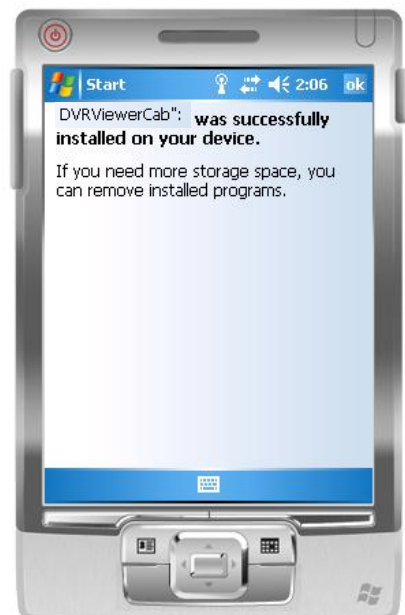 Start 2:06 ok
DVRViewerCab": was successfully
installed on your device.
If you need more storage space, you
can remove installed programs.